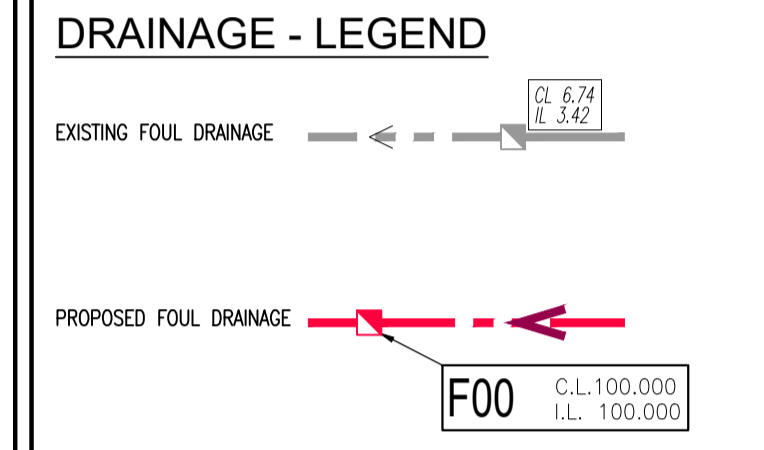 DRAINAGE - LEGEND
CL 6.74
IL 3.42
EXISTING FOUL DRAINAGE
PROPOSED FOUL DRAINAGE
F00
C.L.100.000
I.L. 100.000